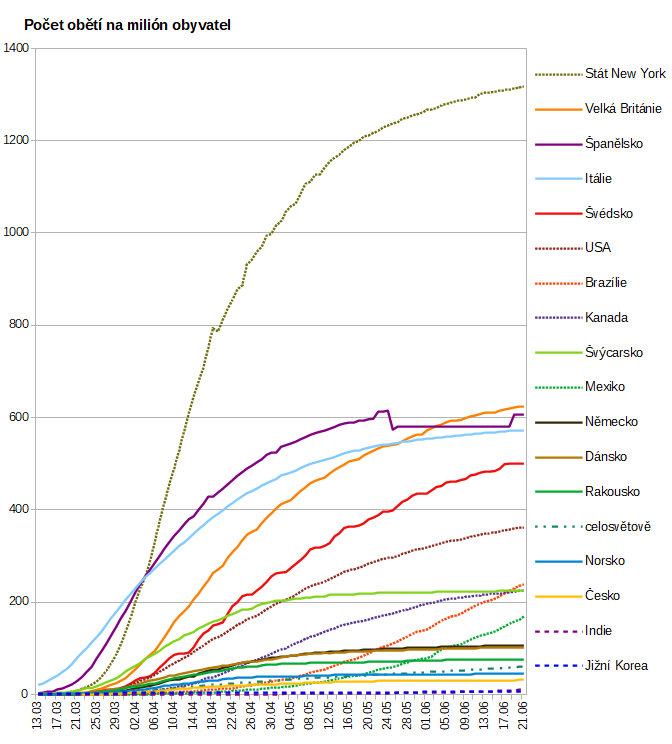 Počet obětí na milión obyvatel
1400
1200
1000
800
600
400
200
0
Stát New York
Velká Británie
Španělsko
Itálie
Švédsko
USA
Brazílie
Kanada
Švýcarsko
Mexiko
Německo
Dánsko
Rakousko
celosvětově
Norsko
Česko
Indie
Jižní Korea
13.03
17.03
21.03
25.03
29.03
02.04
06.04
10.04
14.04
18.04
22.04
26.04
30.04
04.05
08.05
12.05
16.05
20.05
24.05
28.05
01.06
05.06
09.06
13.06
17.06
21.06